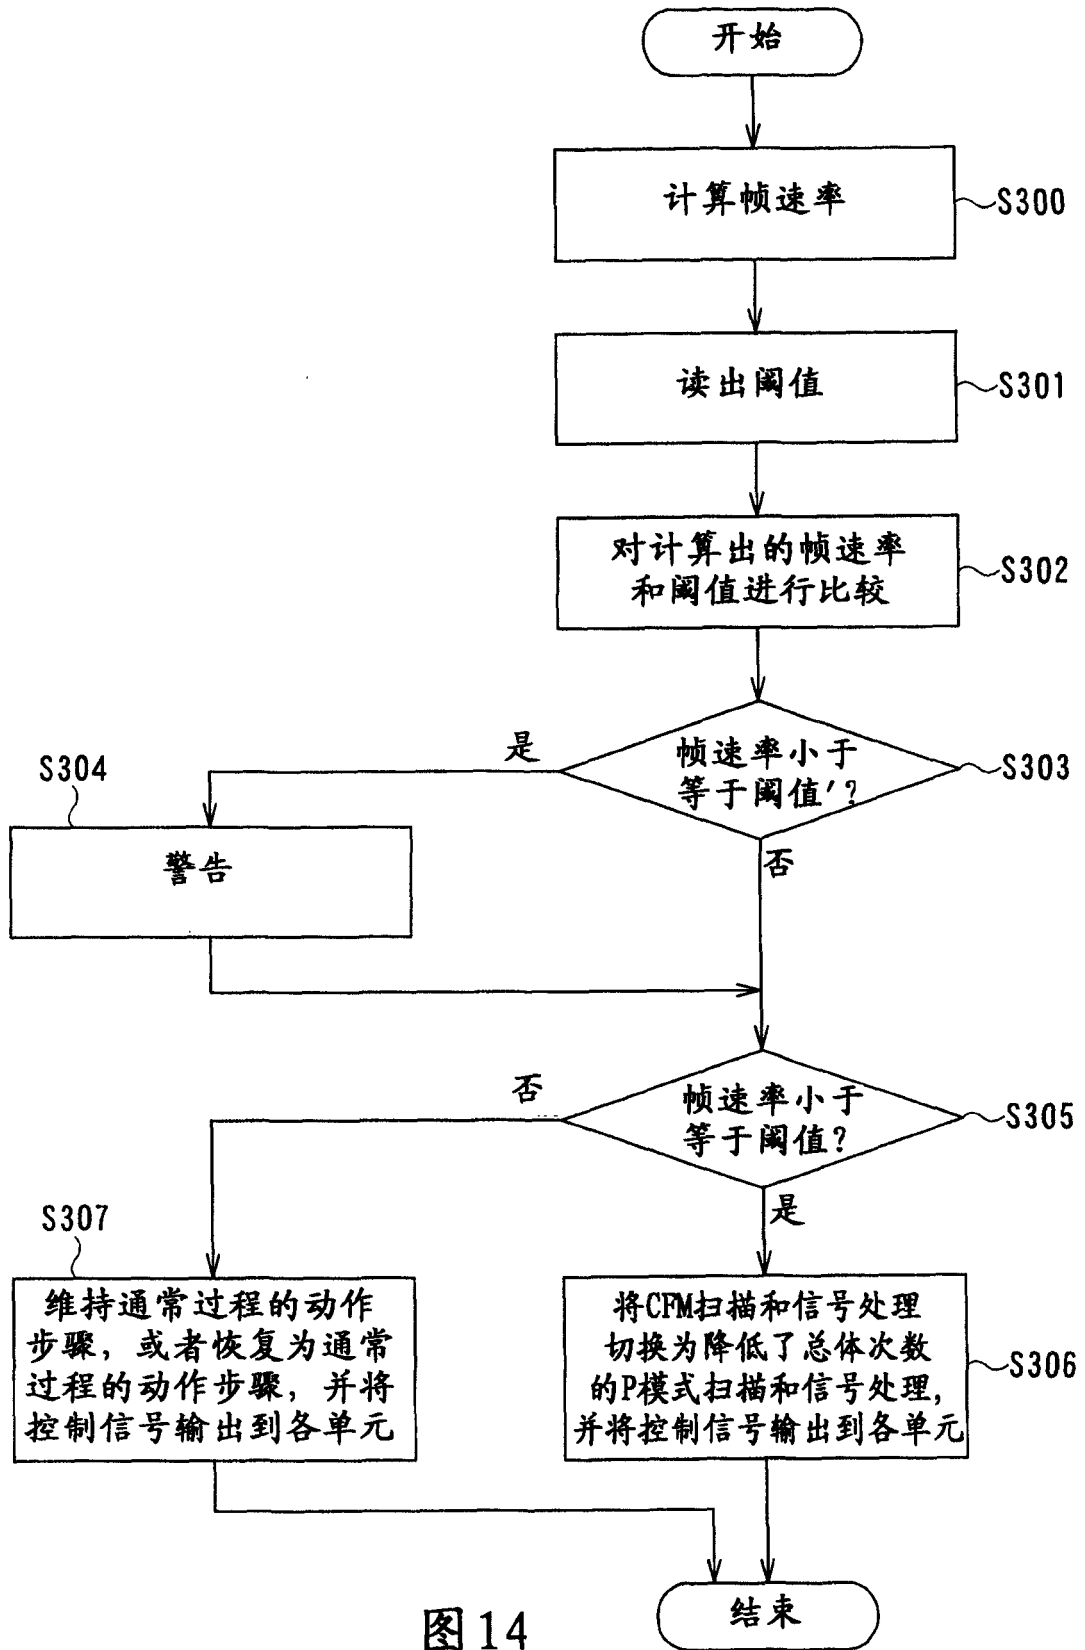 开始
计算帧速率
S300
读出阈值
S301
对计算出的帧速率
和阈值进行比较
S302
帧速率小于
等于阈值′？
S303
是
否
S304
警告
帧速率小于
等于阈值？
S305
否
是
S307
维持通常过程的动作
步骤，或者恢复为通常
过程的动作步骤，并将
控制信号输出到各单元
将CFM扫描和信号处理
切换为降低了总体次数
的P模式扫描和信号处理，
并将控制信号输出到各单元
S306
结束
图14